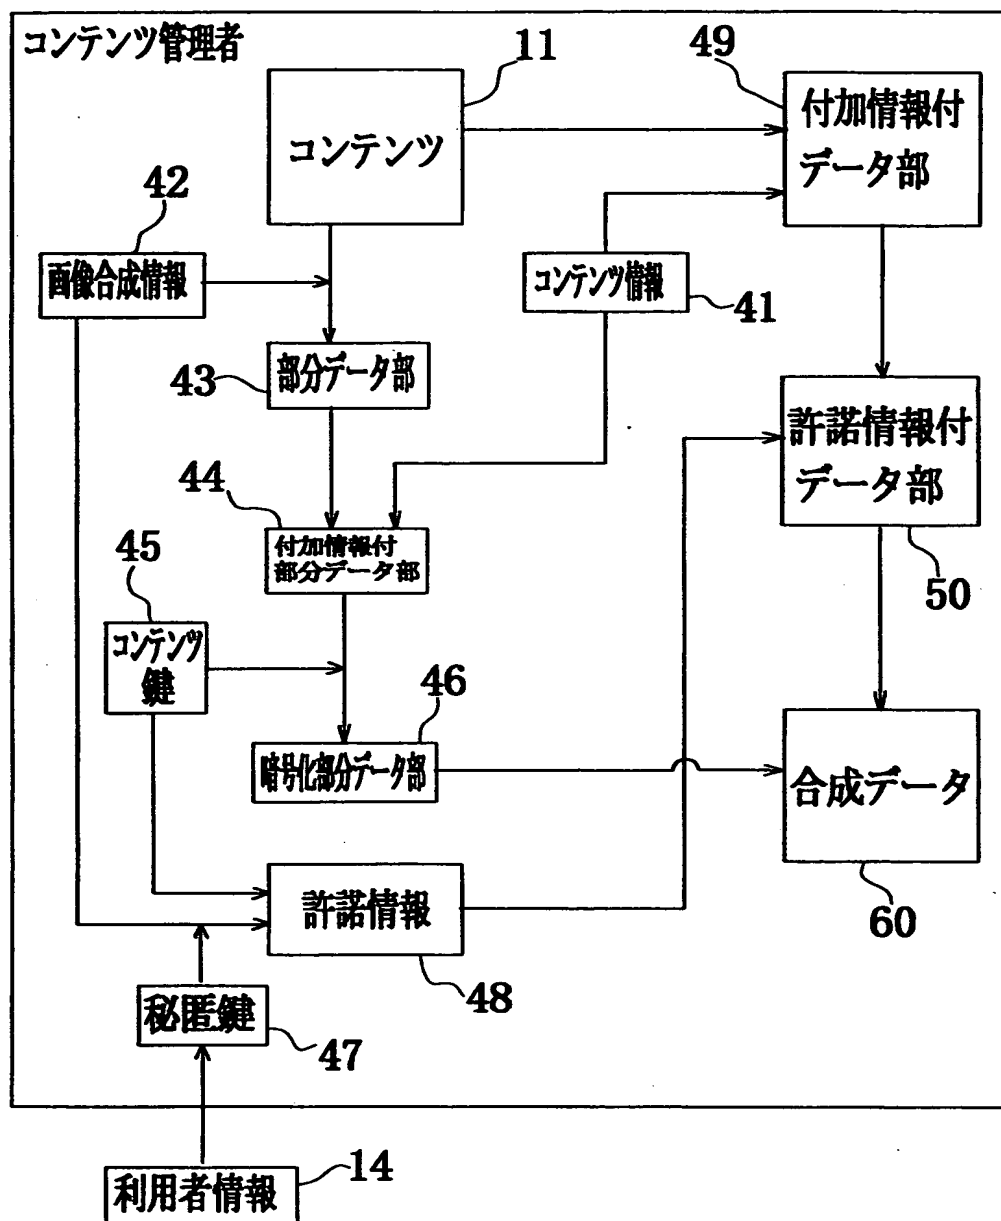 コンテンツ管理者
11
49
コンテンツ
付加情報付
データ部
42
画像合成情報
コンテンツ情報
41
部分データ部
43
許諾情報付
データ部
44
付加情報付
部分データ部
50
45
コンテンツ
鍵
46
暗号化部分データ部
合成データ
60
許諾情報
48
秘匿鍵
47
利用者情報
14